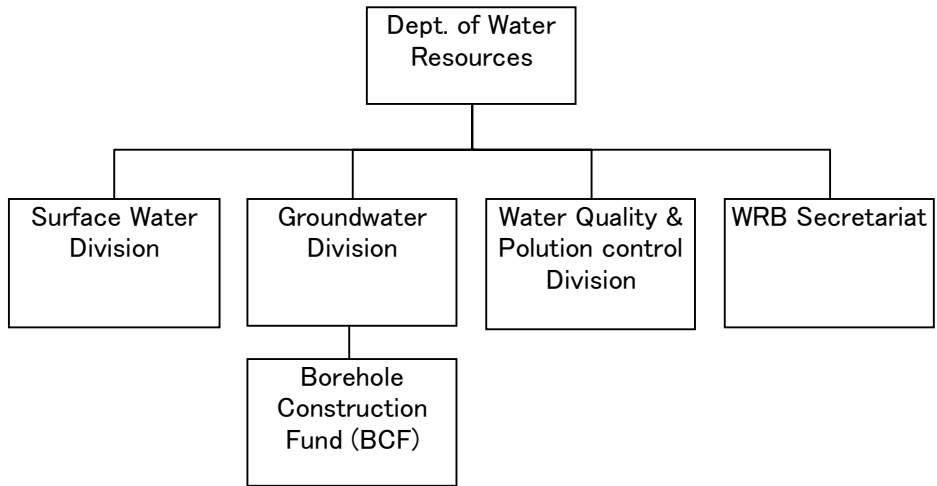 Dept. of Water
Resources
Surface Water
Division
Groundwater
Division
Water Quality &
Polution control
Division
WRB Secretariat
Borehole
Construction
Fund (BCF)